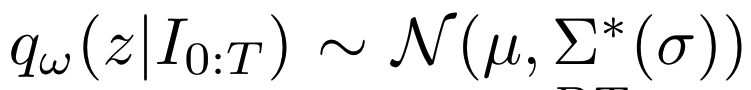 q_ω(z|I_{0:T}) ∼ 𝒩(μ, Σ*(σ))